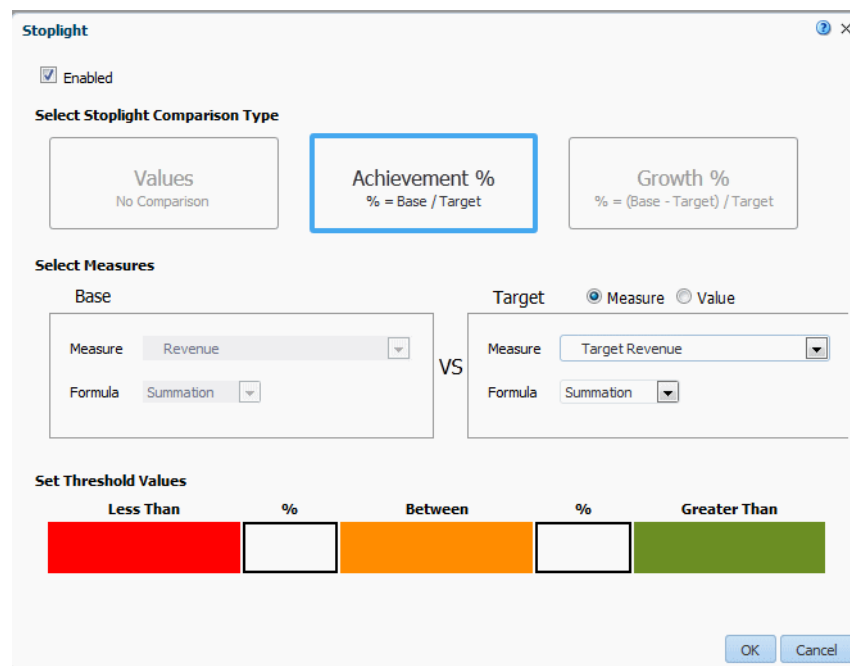 Stoplight
Enabled
Select Stoplight Comparison Type
Values
No Comparison
Achievement %
% = Base / Target
Growth %
% = (Base - Target) / Target
Select Measures
Base
Target Measure Value
Measure Revenue
Formula Summation
VS
Measure Target Revenue
Formula Summation
Set Threshold Values
Less Than % Between % Greater Than
OK Cancel